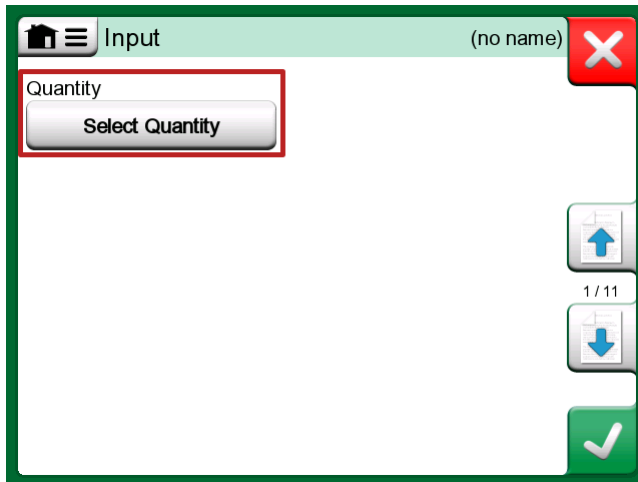 Input
(no name)
Quantity
Select Quantity
1 / 11